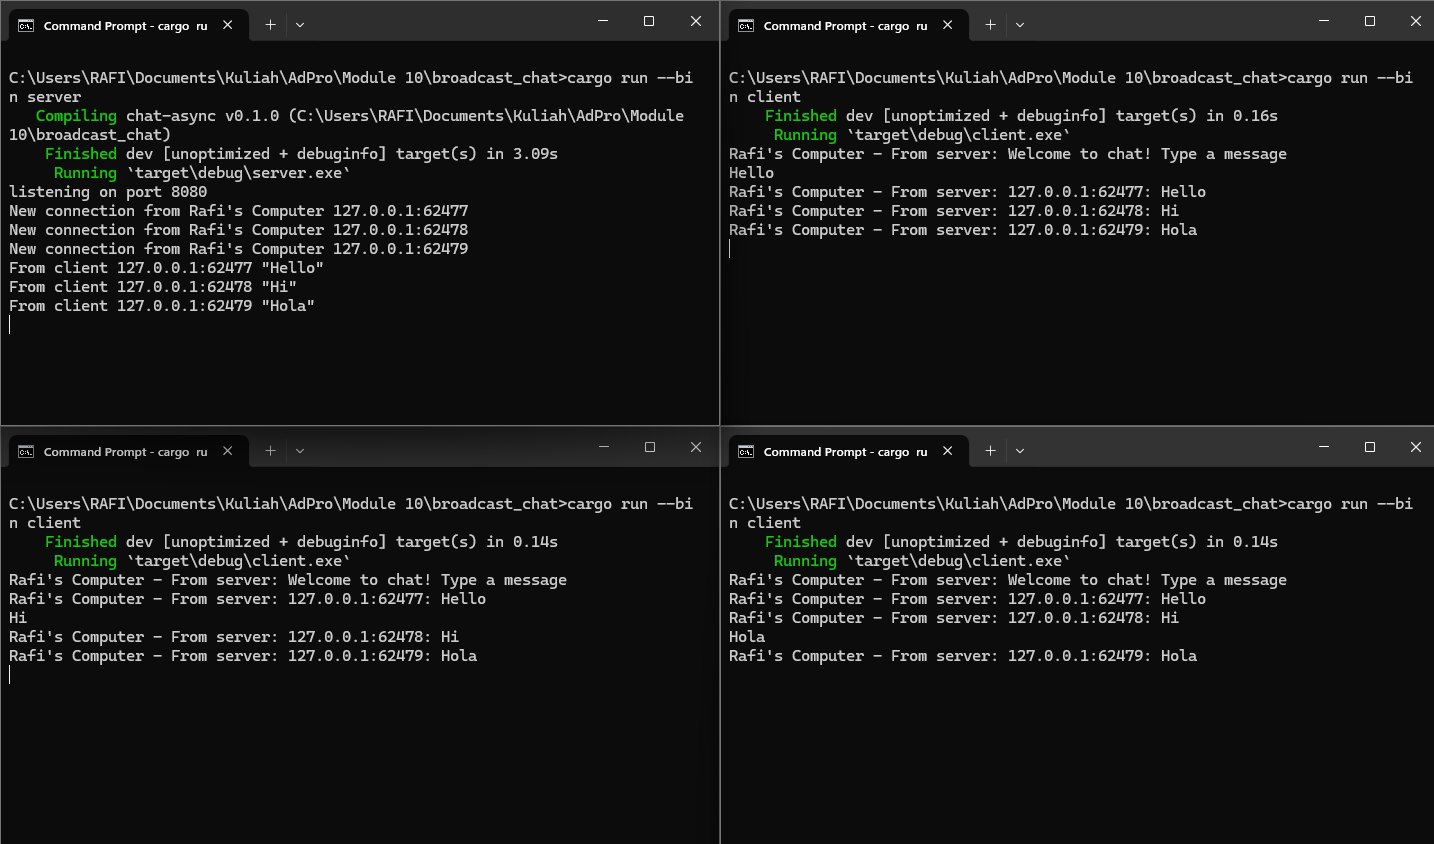 Command Prompt - cargo  ru
C:\Users\RAFI\Documents\Kuliah\AdPro\Module 10\broadcast_chat>cargo run --bi
n server
Compiling chat-async v0.1.0 (C:\Users\RAFI\Documents\Kuliah\AdPro\Module
10\broadcast_chat)
Finished dev [unoptimized + debuginfo] target(s) in 3.09s
Running `target\debug\server.exe`
listening on port 8080
New connection from Rafi's Computer 127.0.0.1:62477
New connection from Rafi's Computer 127.0.0.1:62478
New connection from Rafi's Computer 127.0.0.1:62479
From client 127.0.0.1:62477 "Hello"
From client 127.0.0.1:62478 "Hi"
From client 127.0.0.1:62479 "Hola"
Command Prompt - cargo  ru
C:\Users\RAFI\Documents\Kuliah\AdPro\Module 10\broadcast_chat>cargo run --bi
n client
Finished dev [unoptimized + debuginfo] target(s) in 0.16s
Running `target\debug\client.exe`
Rafi's Computer - From server: Welcome to chat! Type a message
Hello
Rafi's Computer - From server: 127.0.0.1:62477: Hello
Rafi's Computer - From server: 127.0.0.1:62478: Hi
Rafi's Computer - From server: 127.0.0.1:62479: Hola
Command Prompt - cargo  ru
C:\Users\RAFI\Documents\Kuliah\AdPro\Module 10\broadcast_chat>cargo run --bi
n client
Finished dev [unoptimized + debuginfo] target(s) in 0.14s
Running `target\debug\client.exe`
Rafi's Computer - From server: Welcome to chat! Type a message
Rafi's Computer - From server: 127.0.0.1:62477: Hello
Hi
Rafi's Computer - From server: 127.0.0.1:62478: Hi
Rafi's Computer - From server: 127.0.0.1:62479: Hola
Command Prompt - cargo  ru
C:\Users\RAFI\Documents\Kuliah\AdPro\Module 10\broadcast_chat>cargo run --bi
n client
Finished dev [unoptimized + debuginfo] target(s) in 0.14s
Running `target\debug\client.exe`
Rafi's Computer - From server: Welcome to chat! Type a message
Rafi's Computer - From server: 127.0.0.1:62477: Hello
Rafi's Computer - From server: 127.0.0.1:62478: Hi
Hola
Rafi's Computer - From server: 127.0.0.1:62479: Hola